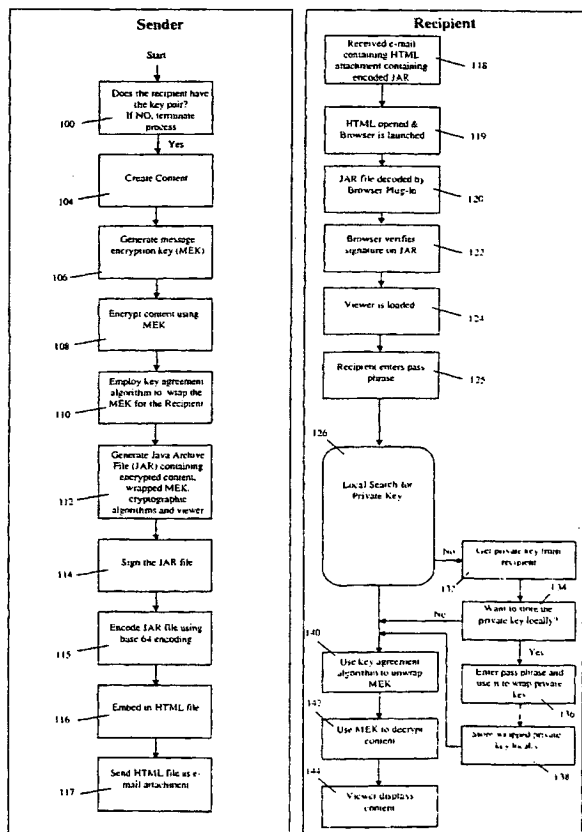 Sender
Start
Does the recipient have
the key pair?
If NO, terminate
process
100
Yes
Create Content
104
Generate message
encryption key (MEK)
106
Encrypt content using
MEK
108
Employ key agreement
algorithm to wrap the
MEK for the Recipient
110
Generate Java Archive
File (JAR) containing
encrypted content,
wrapped MEK,
cryptographic
algorithms and viewer
112
Sign the JAR file
114
Encode JAR file using
base 64 encoding
115
Embed in HTML file
116
Send HTML file as e-
mail attachment
117
Recipient
Received e-mail
containing HTML
attachment containing
encoded JAR
118
HTML opened &
Browser is launched
119
JAR file decoded by
Browser Plug-In
120
Browser verifies
signature on JAR
122
Viewer is loaded
124
Recipient enters pass
phrase
125
126
Local Search for
Private Key
No
Get private key from
recipient
132
134
Want to store the
private key locally?
No
Yes
Enter pass phrase and
use it to wrap private
key
136
Store wrapped private
key locally
138
140
Use key agreement
algorithm to unwrap
MEK
142
Use MEK to decrypt
content
144
Viewer displays
content